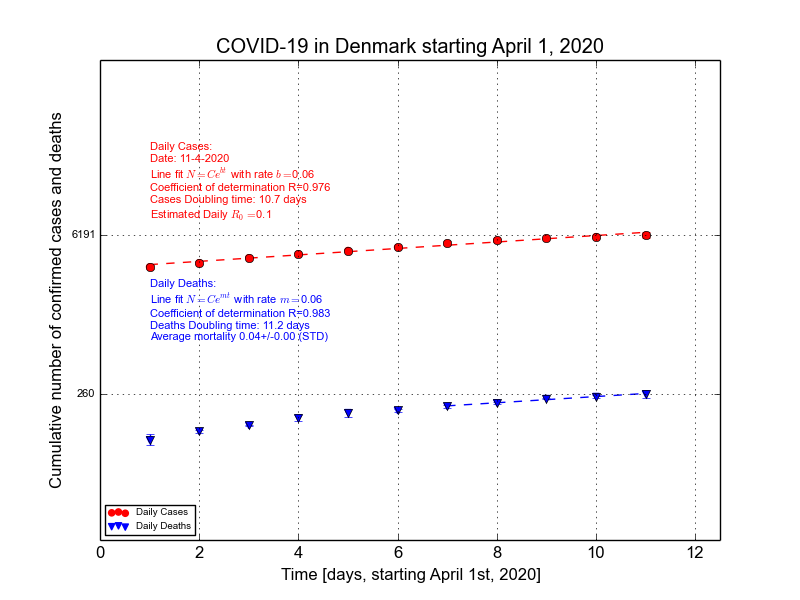 COVID-19 in Denmark starting April 1, 2020
Cumulative number of confirmed cases and deaths
Daily Cases:
Date: 11-4-2020
Line fit N=Ce^{bt} with rate b=0.06
Coefficient of determination R=0.976
Cases Doubling time: 10.7 days
Estimated Daily R_0 =0.1
6191
Daily Deaths:
Line fit N=Ce^{mt} with rate m=0.06
Coefficient of determination R=0.983
Deaths Doubling time: 11.2 days
Average mortality 0.04+/-0.00 (STD)
260
Daily Cases
Daily Deaths
0 2 4 6 8 10 12
Time [days, starting April 1st, 2020]